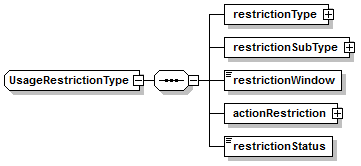 restrictionType
restrictionSubType
UsageRestrictionType
restrictionWindow
actionRestriction
restrictionStatus